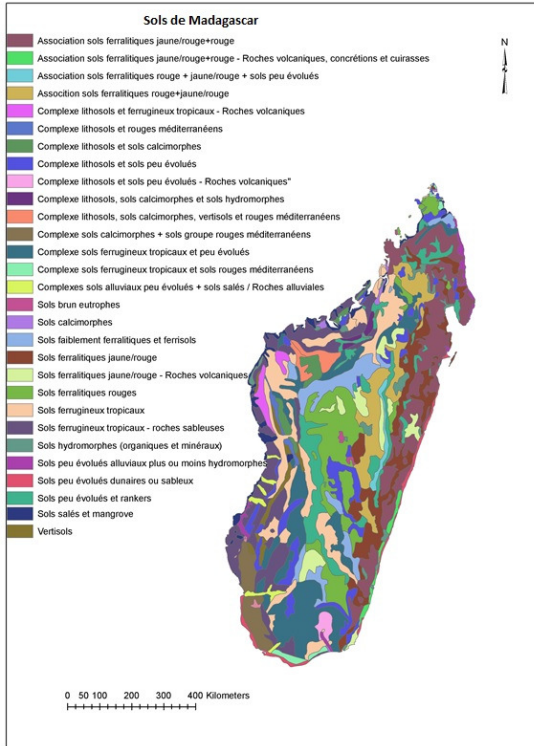 Sols de Madagascar
N
Association sols ferralitiques jaune/rouge+rouge
Association sols ferralitiques jaune/rouge+rouge - Roches volcaniques, concrétions et cuirasses
Association sols ferralitiques rouge + jaune/rouge + sols peu évolués
Assocition sols ferralitiques rouge+jaune/rouge
Complexe lithosols et ferrugineux tropicaux - Roches volcaniques
Complexe lithosols et rouges méditerranéens
Complexe lithosols et sols calcimorphes
Complexe lithosols et sols peu évolués
Complexe lithosols et sols peu évolués - Roches volcaniques"
Complexe lithosols, sols calcimorphes et sols hydromorphes
Complexe lithosols, sols calcimorphes, vertisols et rouges méditerranéens
Complexe sols calcimorphes + sols groupe rouges méditerranéens
Complexe sols ferrugineux tropicaux et peu évolués
Complexe sols ferrugineux tropicaux et sols rouges méditerranéens
Complexes sols alluviaux peu évolués + sols salés / Roches alluviales
Sols brun eutrophes
Sols calcimorphes
Sols faiblement ferralitiques et ferrisols
Sols ferralitiques jaune/rouge
Sols ferralitiques jaune/rouge - Roches volcaniques
Sols ferralitiques rouges
Sols ferrugineux tropicaux
Sols ferrugineux tropicaux - roches sableuses
Sols hydromorphes (organiques et minéraux)
Sols peu évolués alluviaux plus ou moins hydromorphes
Sols peu évolués dunaires ou sableux
Sols peu évolués et rankers
Sols salés et mangrove
Vertisols
0 50 100 200 300 400 Kilometers